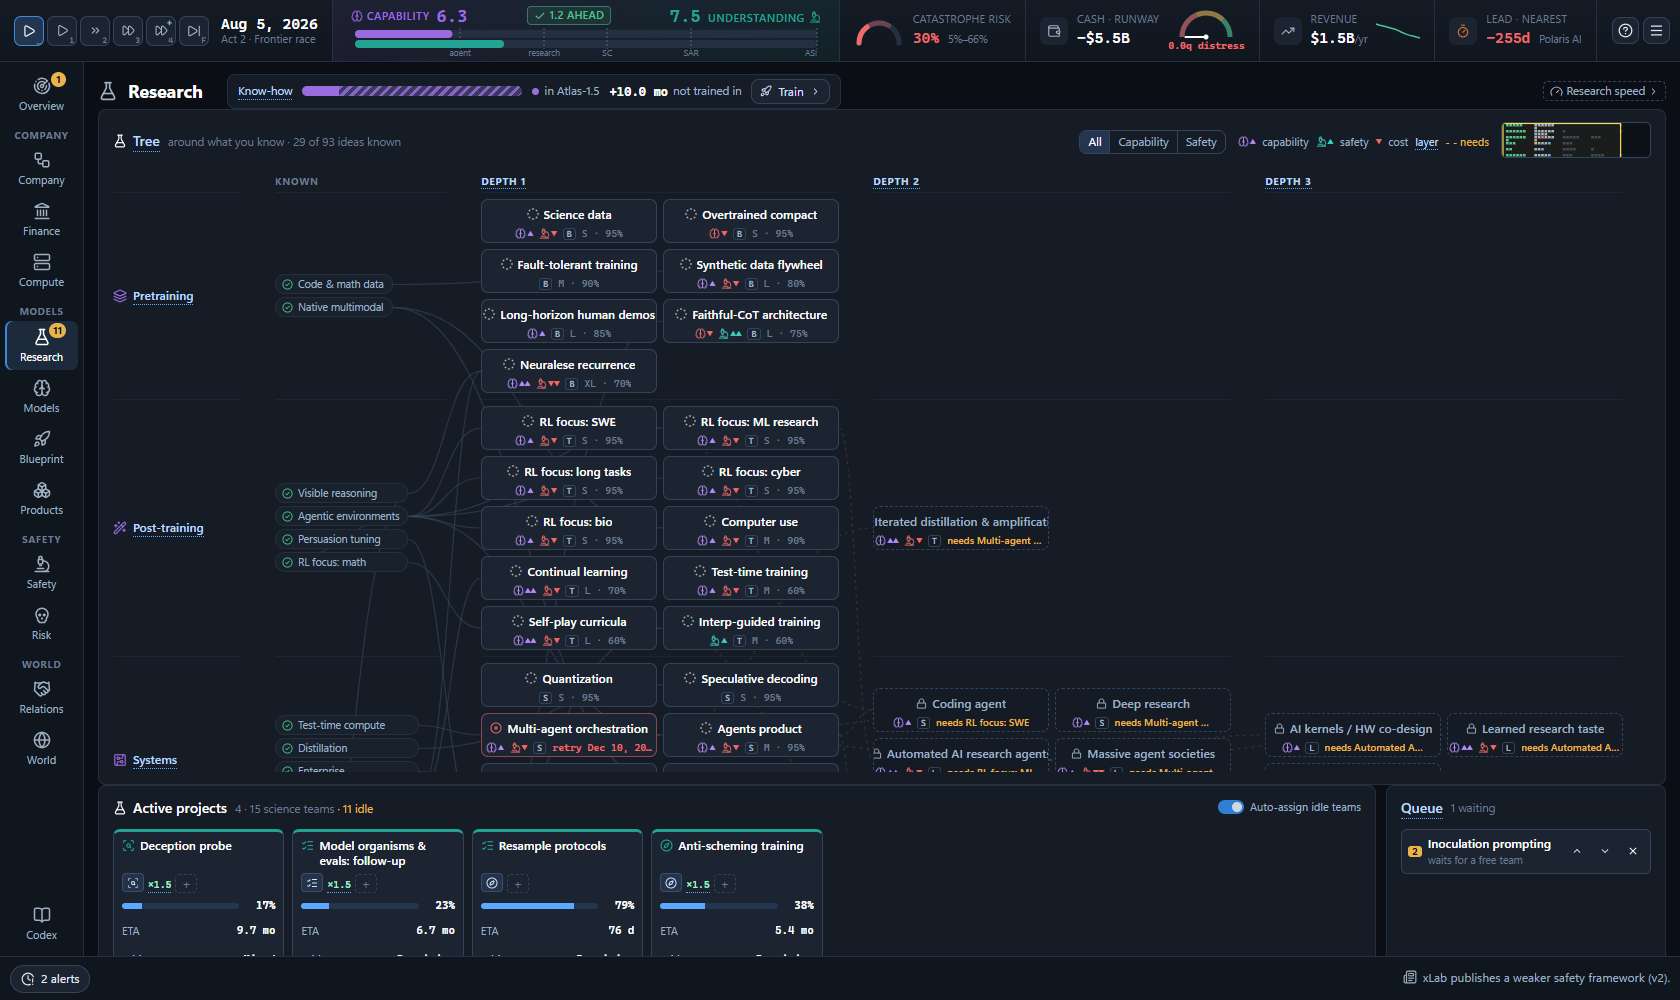 1
2
3
4
F
Aug 5, 2026
Act 2 · Frontier race
CAPABILITY 6.3
1.2 AHEAD
7.5 UNDERSTANDING
agent
research
SC
SAR
ASI
CATASTROPHE RISK
30% 5%–66%
CASH · RUNWAY
−$5.5B
0.0q distress
REVENUE
$1.5B/yr
LEAD · NEAREST
−255d Polaris AI
1
Overview
COMPANY
Company
Finance
Compute
MODELS
11
Research
Models
Blueprint
Products
SAFETY
Safety
Risk
WORLD
Relations
World
Codex
Research
Know-how
in Atlas-1.5 +10.0 mo not trained in
Train
Research speed
Tree around what you know · 29 of 93 ideas known
All Capability Safety
capability safety cost layer - - needs
KNOWN
DEPTH 1
DEPTH 2
DEPTH 3
Pretraining
Code & math data
Native multimodal
Science data
B S · 95%
Overtrained compact
B S · 95%
Fault-tolerant training
B M · 90%
Synthetic data flywheel
B L · 80%
Long-horizon human demos
B L · 85%
Faithful-CoT architecture
B L · 75%
Neuralese recurrence
B XL · 70%
Post-training
Visible reasoning
Agentic environments
Persuasion tuning
RL focus: math
RL focus: SWE
T S · 95%
RL focus: ML research
T S · 95%
RL focus: long tasks
T S · 95%
RL focus: cyber
T S · 95%
RL focus: bio
T S · 95%
Computer use
T M · 90%
Continual learning
T L · 70%
Test-time training
T M · 60%
Self-play curricula
T L · 60%
Interp-guided training
T M · 60%
Iterated distillation & amplificat
T needs Multi-agent ...
Systems
Test-time compute
Distillation
Enterprise
Quantization
S S · 95%
Speculative decoding
S S · 95%
Multi-agent orchestration
S retry Dec 10, 20…
Agents product
S M · 95%
Coding agent
S needs RL focus: SWE
Deep research
S needs Multi-agent ...
Automated AI research agents
L needs RL focus: ML...
Massive agent societies
L needs Multi-agent ...
AI kernels / HW co-design
L needs Automated A...
Learned research taste
L needs Automated A...
Active projects 4 · 15 science teams · 11 idle
Auto-assign idle teams
Deception probe
×1.5 +
17%
ETA 9.7 mo
Model organisms &
evals: follow-up
×1.5 +
23%
ETA 6.7 mo
Resample protocols
+
79%
ETA 76 d
Anti-scheming training
×1.5 +
38%
ETA 5.4 mo
Queue 1 waiting
2
Inoculation prompting
waits for a free team
2 alerts
xLab publishes a weaker safety framework (v2).